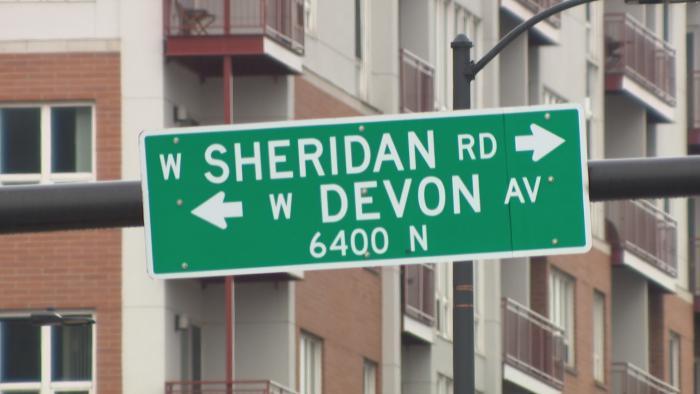 W SHERIDAN RD
W DEVON AV
6400 N